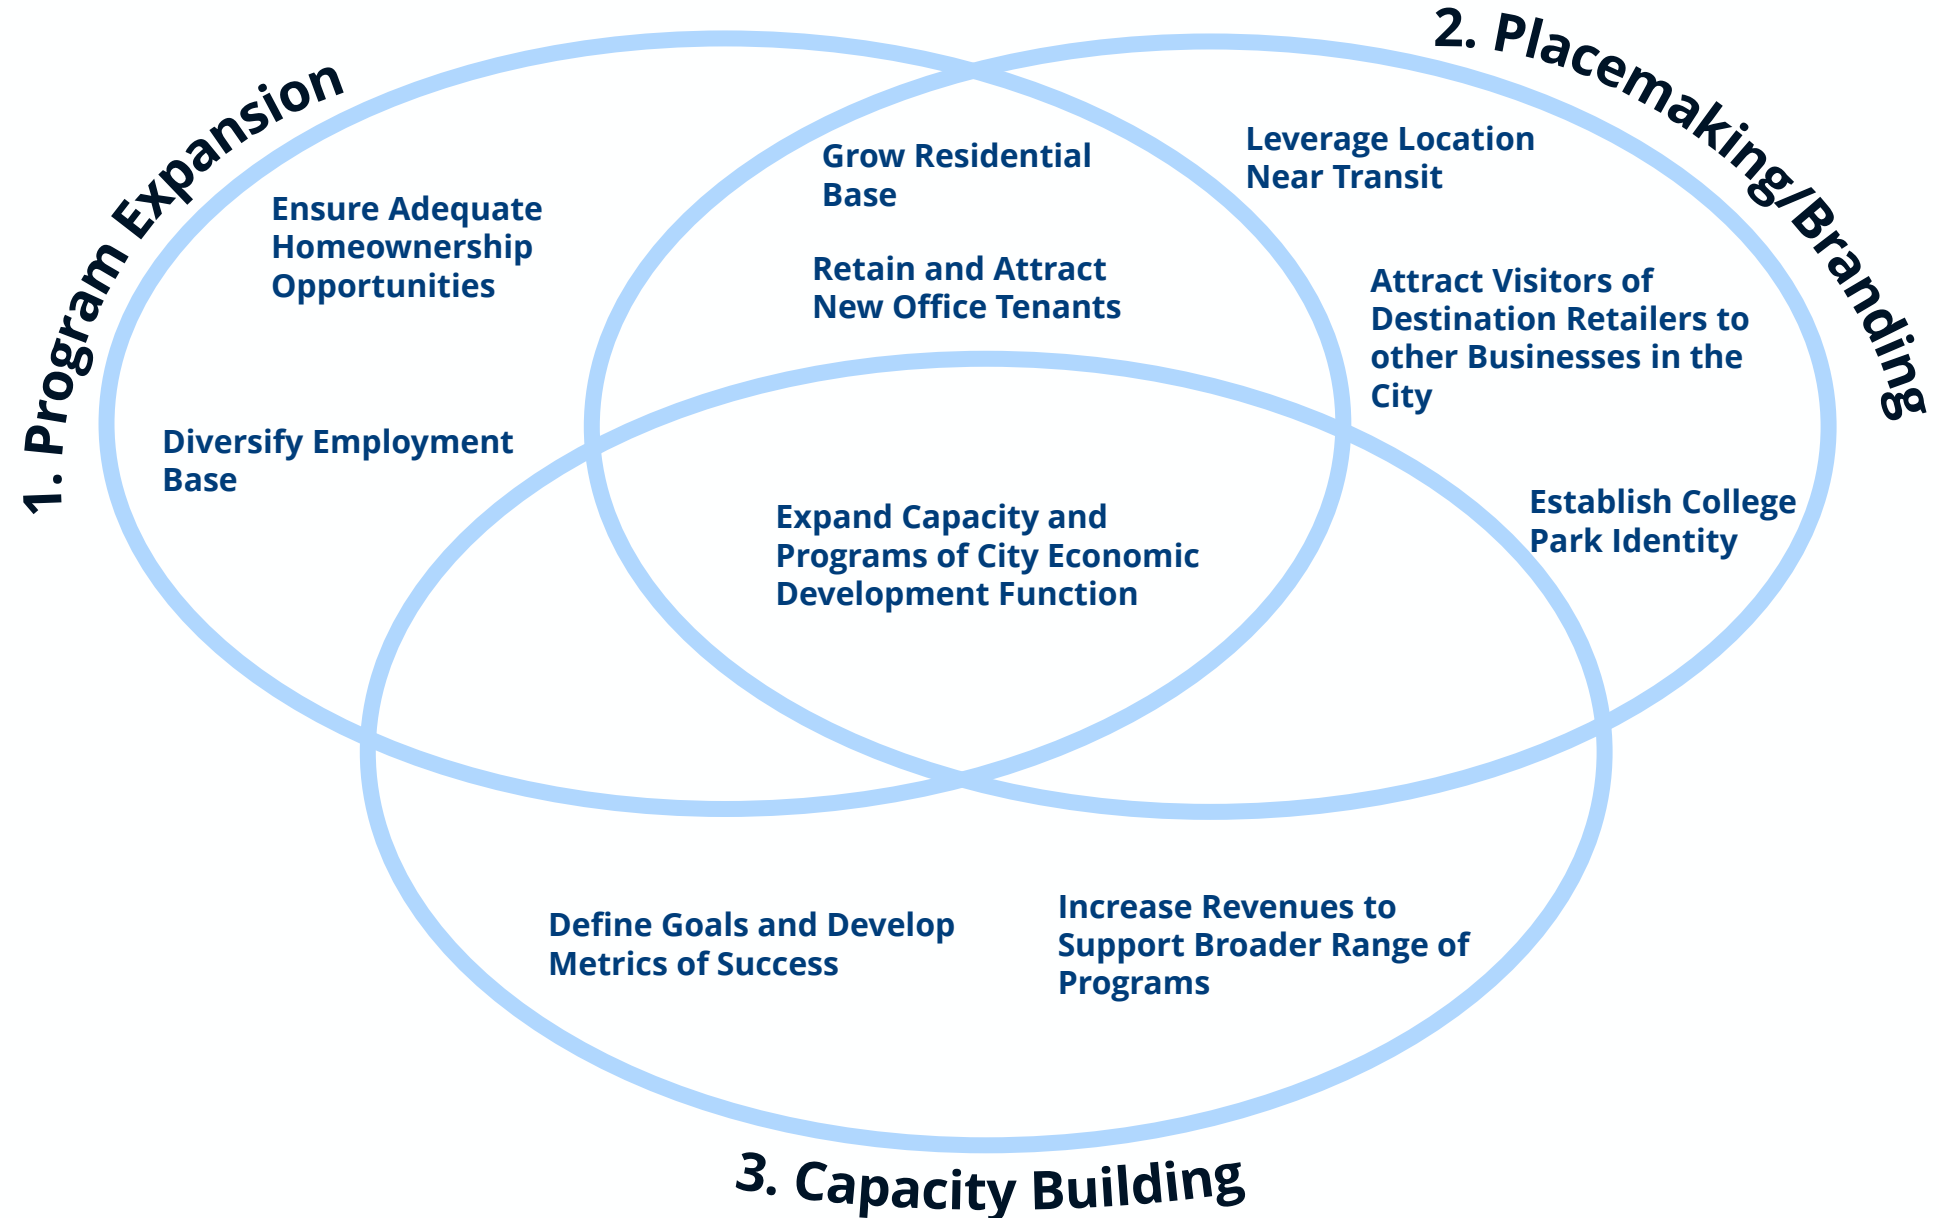 1. Program Expansion
2. Placemaking/Branding
Ensure Adequate
Homeownership
Opportunities
Diversify Employment
Base
Grow Residential
Base
Retain and Attract
New Office Tenants
Leverage Location
Near Transit
Attract Visitors of
Destination Retailers to
other Businesses in the
City
Establish College
Park Identity
Expand Capacity and
Programs of City Economic
Development Function
Define Goals and Develop
Metrics of Success
Increase Revenues to
Support Broader Range of
Programs
3. Capacity Building